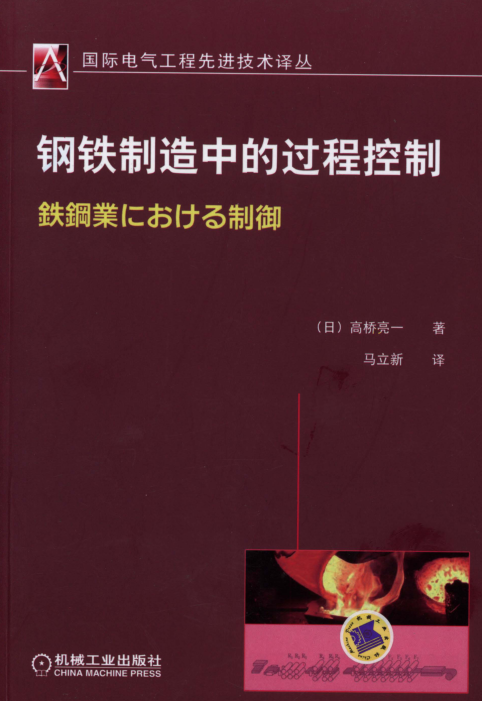 国际电气工程先进技术译丛
钢铁制造中的过程控制
鉄鋼業における制御
（日）高桥亮一 著
马立新 译
机械工业出版社
CHINA MACHINE PRESS